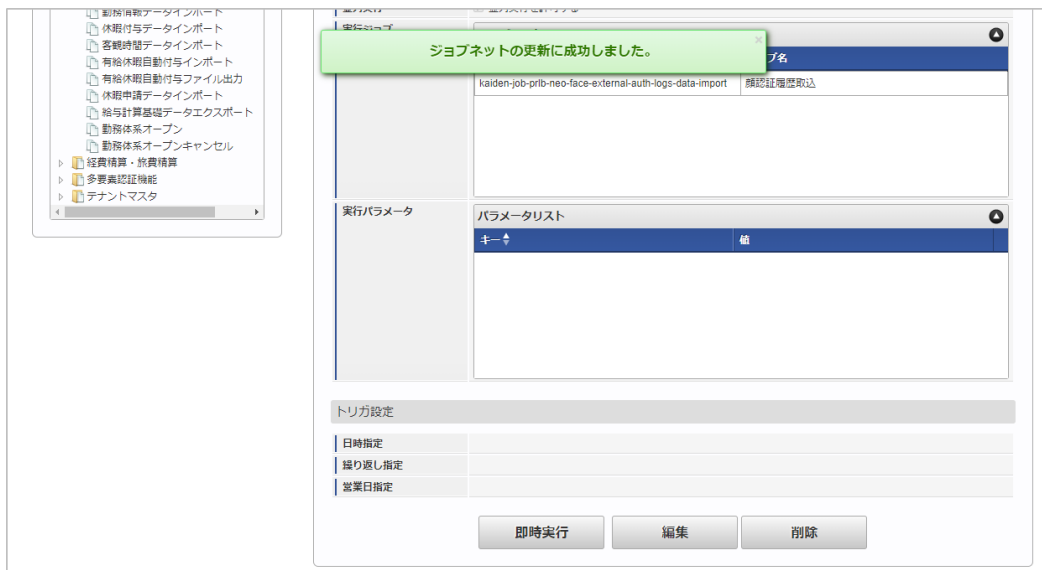 勤務情報データインポート
休暇付与データインポート
客観時間データインポート
有給休暇自動付与インポート
有給休暇自動付与ファイル出力
休暇申請データインポート
給与計算基礎データエクスポート
勤務体系オープン
勤務体系オープンキャンセル
経費精算・旅費精算
多要素認証機能
テナントマスタ
実行ジョブ
ジョブネットの更新に成功しました。
×
ブ名
kaiden-job-prlb-neo-face-external-auth-logs-data-import 顔認証履歴取込
実行パラメータ
パラメータリスト
キー 値
トリガ設定
日時指定
繰り返し指定
営業日指定
即時実行 編集 削除